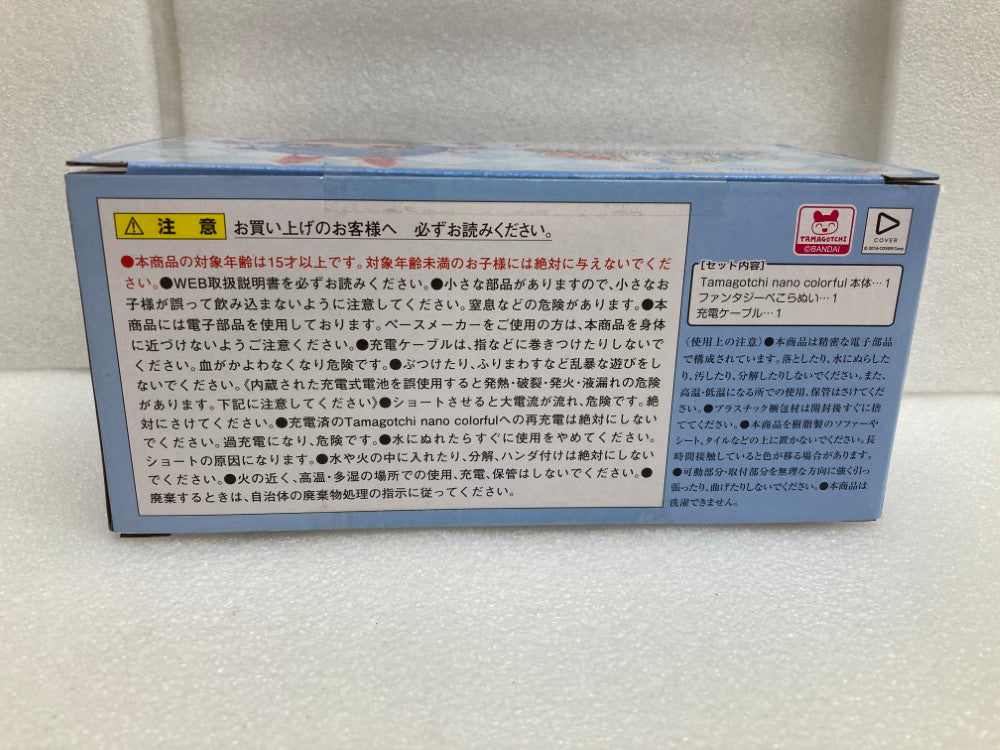 注意 お買い上げのお客様へ 必ずお読みください。
●本商品の対象年齢は15才以上です。対象年齢未満のお子様には絶対に与えないでくだ
さい。●WEB取扱説明書を必ずお読みください。●小さな部品がありますので、小さなお
子様が誤って飲み込まないように注意してください。窒息などの危険があります。●本
商品には電子部品を使用しております。ペースメーカーをご使用の方は、本商品を身体
に近づけないようご注意ください。●充電ケーブルは、指などに巻きつけたりしないで
ください。血がかよわなくなり危険です。●ぶつけたり、ふりまわすなど乱暴な遊びをし
ないでください。《内蔵された充電式電池を誤使用すると発熱・破裂・発火・液漏れの危険
があります。下記に注意してください》●ショートさせると大電流が流れ、危険です。絶
対にさけてください。●充電済のTamagotchi nano colorfulへの再充電は絶対にしない
でください。過充電になり、危険です。●水にぬれたらすぐに使用をやめてください。
ショートの原因になります。●水や火の中に入れたり、分解、ハンダ付けは絶対にしない
でください。●火の近く、高温・多湿の場所での使用、充電、保管はしないでください。●
廃棄するときは、自治体の廃棄物処理の指示に従ってください。
TAMAGOTCHI
©BANDAI
COVER
© 2016 COVER Corp.
[セット内容]
Tamagotchi nano colorful 本体…1
ファンタジーぺこらぬい…1
充電ケーブル…1
〈使用上の注意〉●本商品は精密な電子部品
で構成されています。落としたり、水にぬらした
り、汚したり、分解したりしないでください。また、
高温・低温になる所での使用、保管はさけてくだ
さい。●プラスチック梱包材は開封後すぐに捨
ててください。●本商品を樹脂製のソファーや
シート、タイルなどの上に置かないでください。長
時間接触していると色が移る場合があります。
●可動部分・取付部分を無理な方向に強く引っ
張ったり、曲げたりしないでください。●本商品は
洗濯できません。